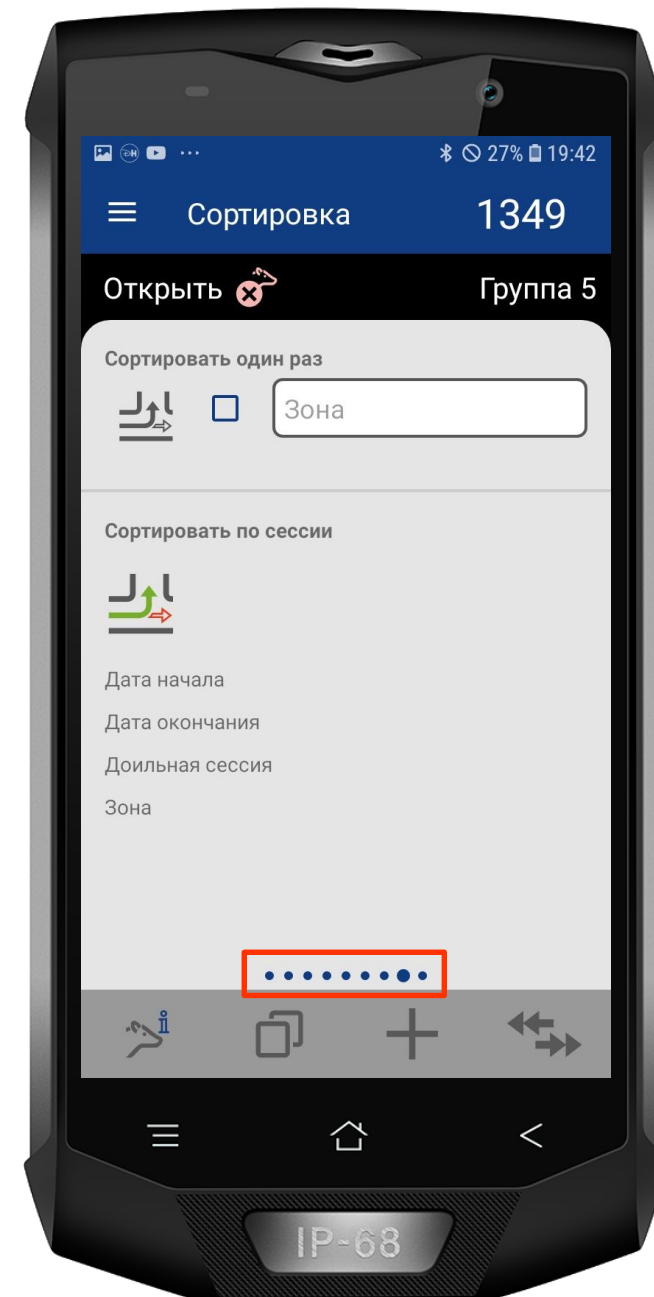 27% 19:42
Сортировка 1349
Открыть Группа 5
Сортировать один раз
Зона
Сортировать по сессии
Дата начала
Дата окончания
Доильная сессия
Зона
IP-68